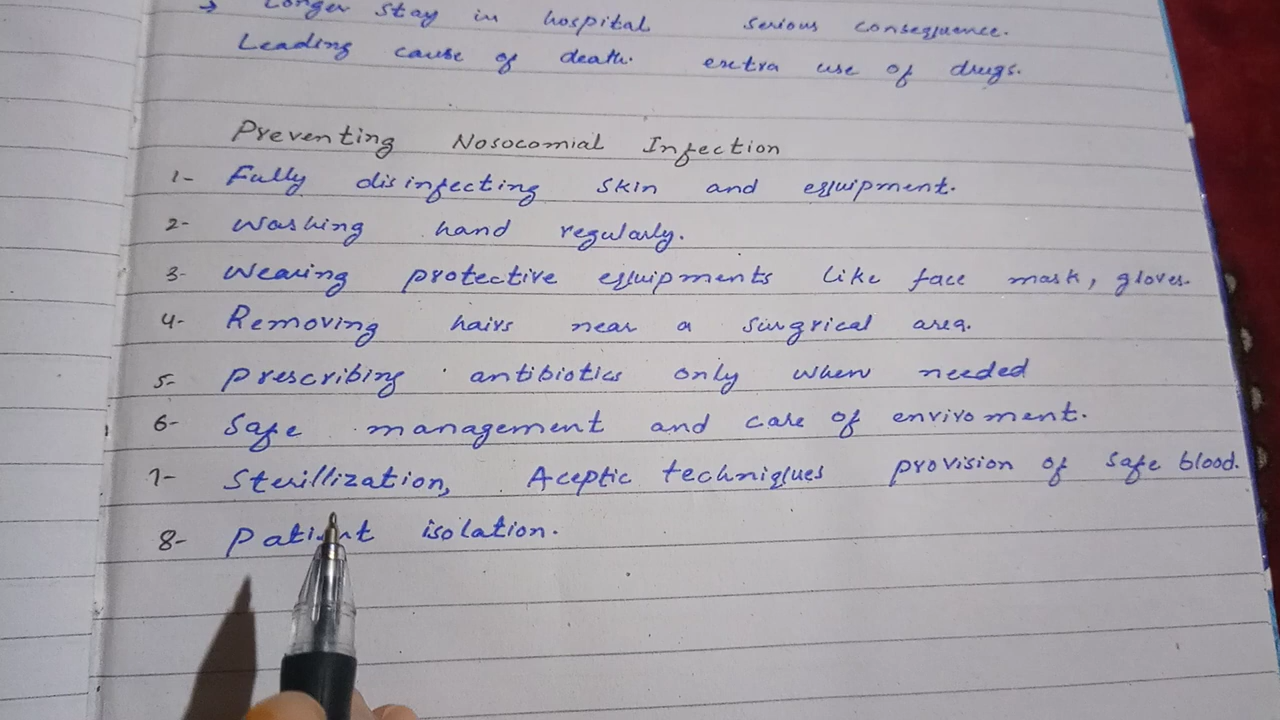 → Longer stay in hospital serious consequence.
Leading cause of death. extra use of drugs.
Preventing Nosocomial Infection
1- Fully disinfecting skin and equipment.
2- Washing hand regularly.
3- Wearing protective equipments like face mask, gloves.
4- Removing hairs near a surgrical area.
5- Prescribing antibiotics only when needed
6- Safe management and care of enviroment.
7- Sterillization, Aceptic techniques provision of safe blood.
8- Patient isolation.